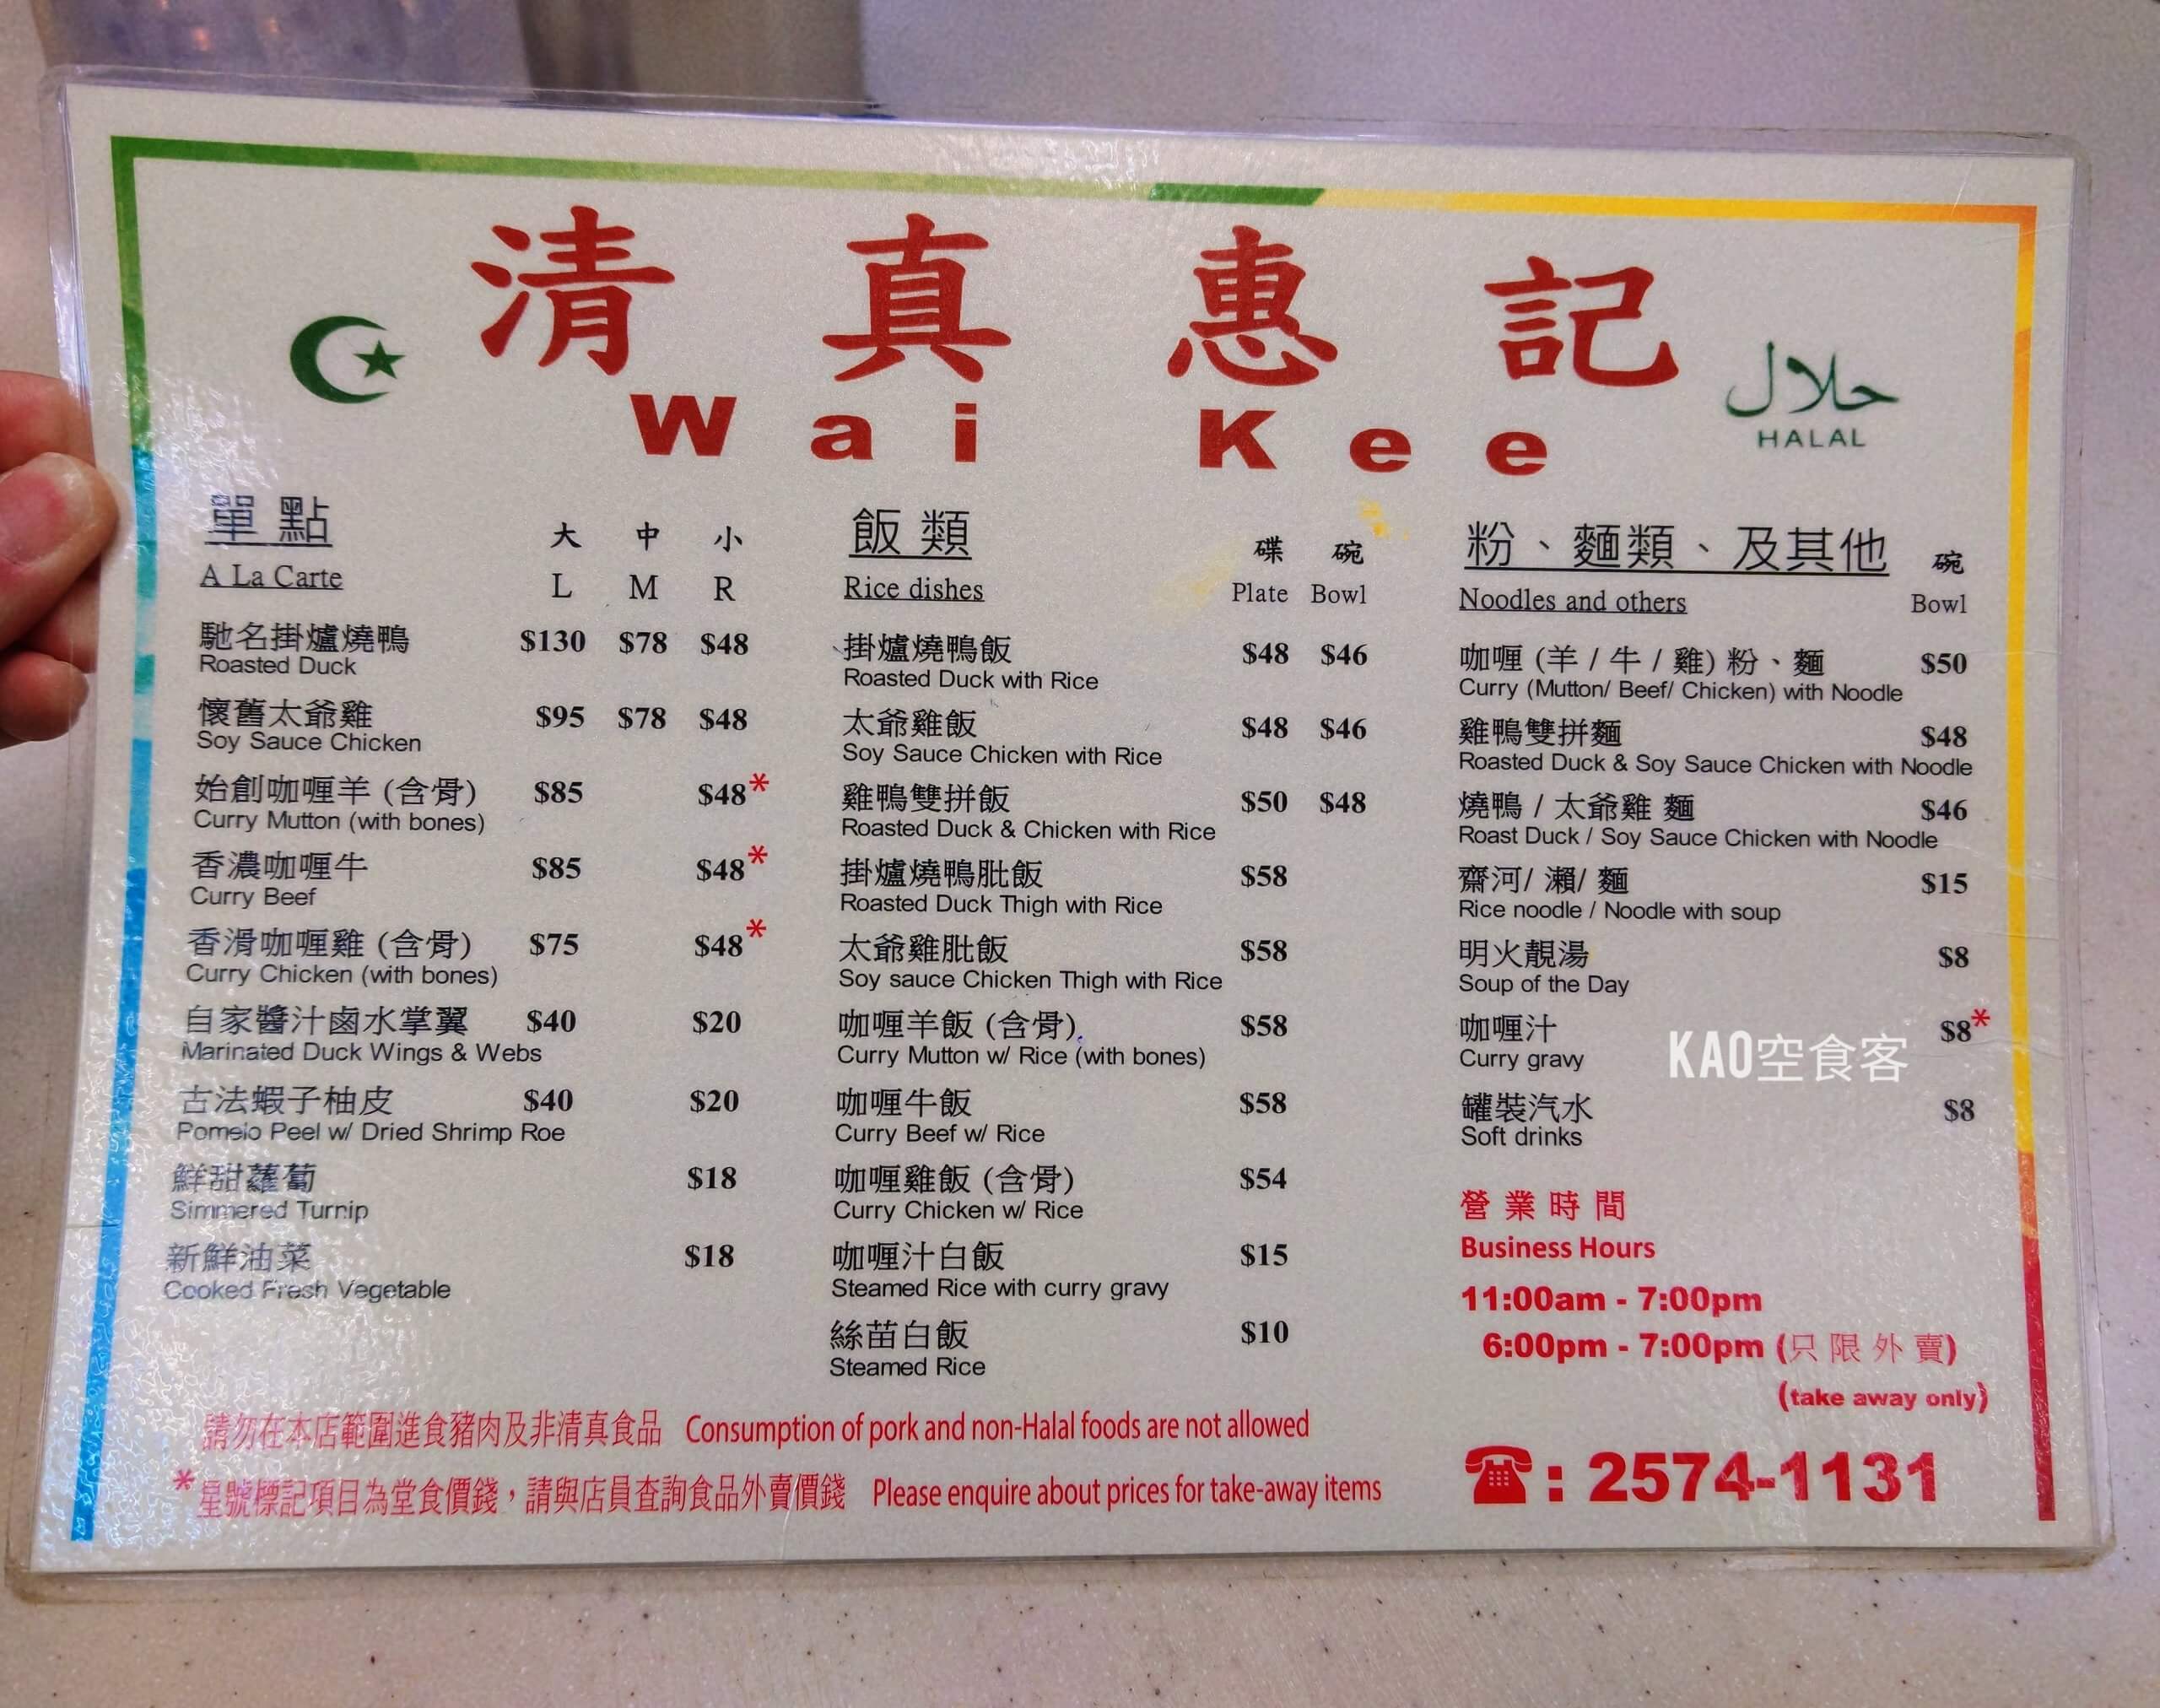 清真惠記
Wai Kee
حلال
HALAL
單點 大 中 小
A La Carte L M R
馳名掛爐燒鴨 $130 $78 $48
Roasted Duck
懷舊太爺雞 $95 $78 $48
Soy Sauce Chicken
始創咖喱羊 (含骨) $85 $48*
Curry Mutton (with bones)
香濃咖喱牛 $85 $48*
Curry Beef
香滑咖喱雞 (含骨) $75 $48*
Curry Chicken (with bones)
自家醬汁鹵水掌翼 $40 $20
Marinated Duck Wings & Webs
古法蝦子柚皮 $40 $20
Pomelo Peel w/ Dried Shrimp Roe
鮮甜蘿蔔 $18
Simmered Turnip
新鮮油菜 $18
Cooked Fresh Vegetable
飯類 碟 碗
Rice dishes Plate Bowl
掛爐燒鴨飯 $48 $46
Roasted Duck with Rice
太爺雞飯 $48 $46
Soy Sauce Chicken with Rice
雞鴨雙拼飯 $50 $48
Roasted Duck & Chicken with Rice
掛爐燒鴨肶飯 $58
Roasted Duck Thigh with Rice
太爺雞肶飯 $58
Soy sauce Chicken Thigh with Rice
咖喱羊飯 (含骨) $58
Curry Mutton w/ Rice (with bones)
咖喱牛飯 $58
Curry Beef w/ Rice
咖喱雞飯 (含骨) $54
Curry Chicken w/ Rice
咖喱汁白飯 $15
Steamed Rice with curry gravy
絲苗白飯 $10
Steamed Rice
粉、麵類、及其他 碗
Noodles and others Bowl
咖喱 (羊 / 牛 / 雞) 粉、麵 $50
Curry (Mutton/ Beef/ Chicken) with Noodle
雞鴨雙拼麵 $48
Roasted Duck & Soy Sauce Chicken with Noodle
燒鴨 / 太爺雞 麵 $46
Roast Duck / Soy Sauce Chicken with Noodle
齋河/ 瀨/ 麵 $15
Rice noodle / Noodle with soup
明火靚湯 $8
Soup of the Day
咖喱汁 $8*
Curry gravy
KAO空食客
罐裝汽水 $8
Soft drinks
營業時間
Business Hours
11:00am - 7:00pm
6:00pm - 7:00pm (只限外賣)
(take away only)
☎: 2574-1131
請勿在本店範圍進食豬肉及非清真食品 Consumption of pork and non-Halal foods are not allowed
*星號標記項目為堂食價錢，請與店員查詢食品外賣價錢 Please enquire about prices for take-away items